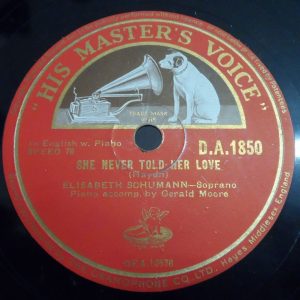 "HIS MASTER'S VOICE"
TRADE MARK
In English w. Piano
SPEED 78
D.A.1850
SHE NEVER TOLD HER LOVE
(Haydn)
ELISABETH SCHUMANN—Soprano
Piano accomp. by Gerald Moore
GRAMOPHONE CO LTD. Hayes, Middlesex England